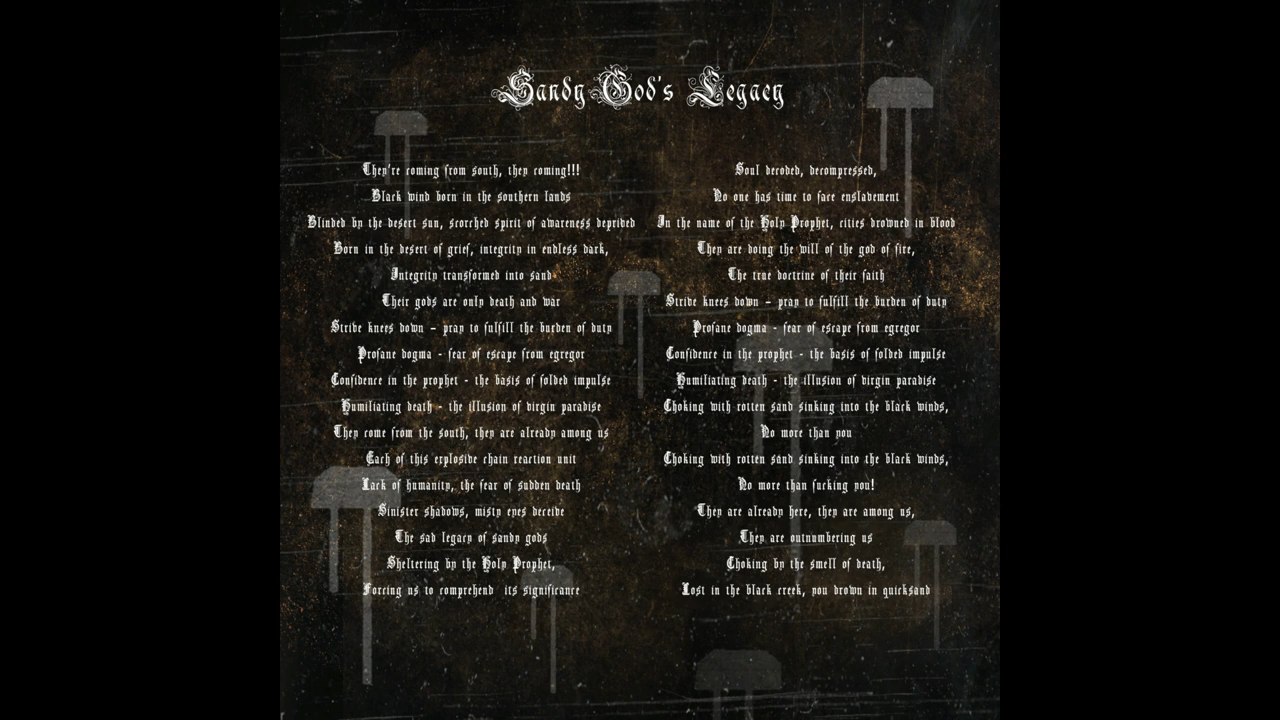 Sandy God's Legacy
They're coming from south, they coming!!!
Black wind born in the southern lands
Blinded by the desert sun, scorched spirit of awareness deprived
Born in the desert of grief, integrity in endless dark,
Integrity transformed into sand
Their gods are only death and war
Strive knees down – pray to fulfill the burden of duty
Profane dogma - fear of escape from egregor
Confidence in the prophet - the basis of folded impulse
Humiliating death - the illusion of virgin paradise
They come from the south, they are already among us
Each of this explosive chain reaction unit
Lack of humanity, the fear of sudden death
Sinister shadows, misty eyes deceive
The sad legacy of sandy gods
Sheltering by the Holy Prophet,
Forcing us to comprehend its significance
Soul decoded, decompressed,
No one has time to face enslavement
In the name of the Holy Prophet, cities drowned in blood
They are doing the will of the god of fire,
The true doctrine of their faith
Strive knees down – pray to fulfill the burden of duty
Profane dogma - fear of escape from egregor
Confidence in the prophet - the basis of folded impulse
Humiliating death - the illusion of virgin paradise
Choking with rotten sand sinking into the black winds,
No more than you
Choking with rotten sand sinking into the black winds,
No more than fucking you!
They are already here, they are among us,
They are outnumbering us
Choking by the smell of death,
Lost in the black creek, you drown in quicksand